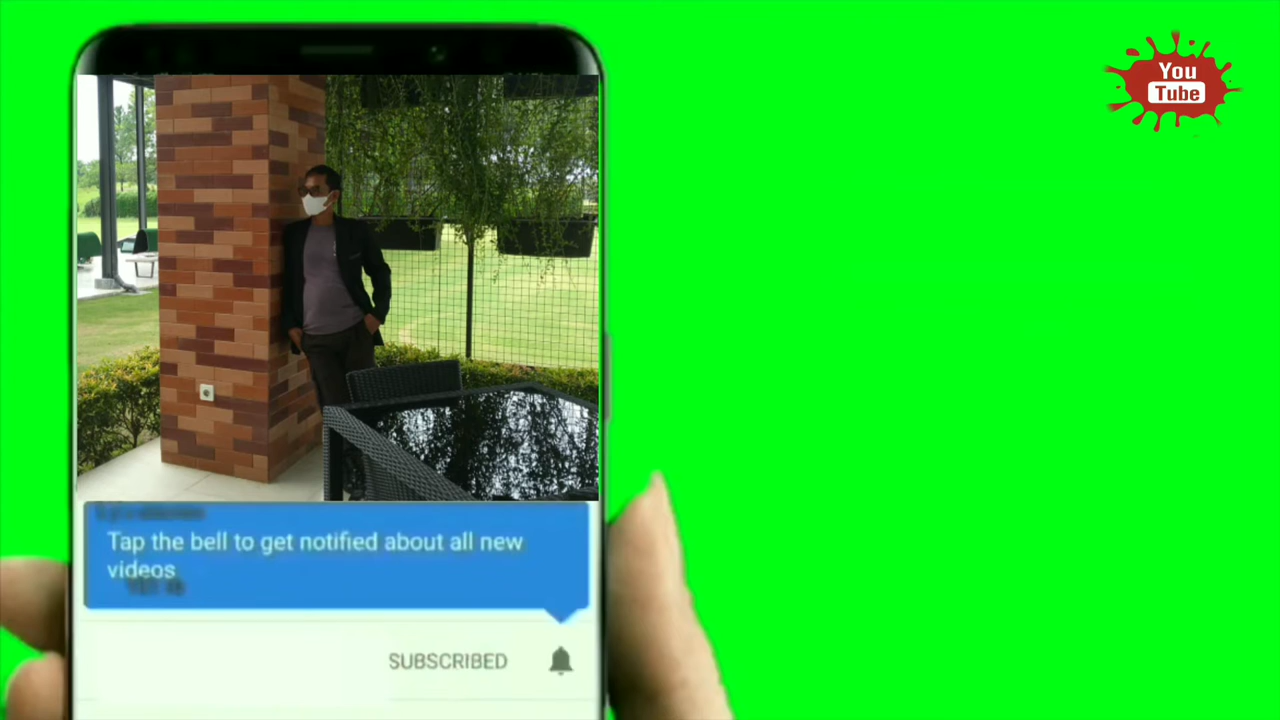 You
Tube
Tap the bell to get notified about all new
videos
SUBSCRIBED